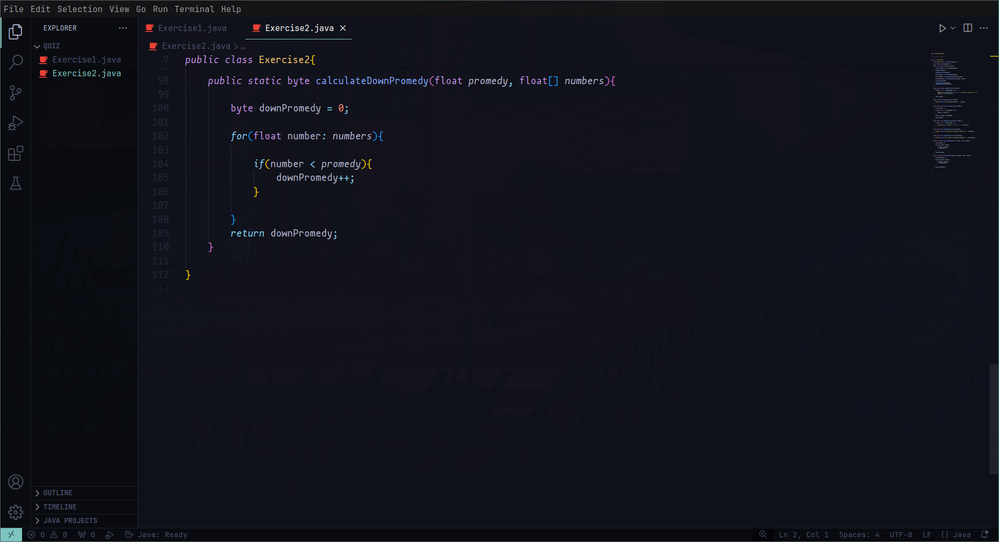 File Edit Selection View Go Run Terminal Help
EXPLORER
QUIZ
Exercise1.java
Exercise2.java
OUTLINE
TIMELINE
JAVA PROJECTS
Exercise1.java Exercise2.java
Exercise2.java > …
7 public class Exercise2{
98 public static byte calculateDownPromedy(float promedy, float[] numbers){
99
100 byte downPromedy = 0;
101
102 for(float number: numbers){
103
104 if(number < promedy){
105 downPromedy++;
106 }
107
108 }
109 return downPromedy;
110 }
111
112 }
113
0 0 0 Java: Ready Ln 2, Col 1 Spaces: 4 UTF-8 LF {} Java